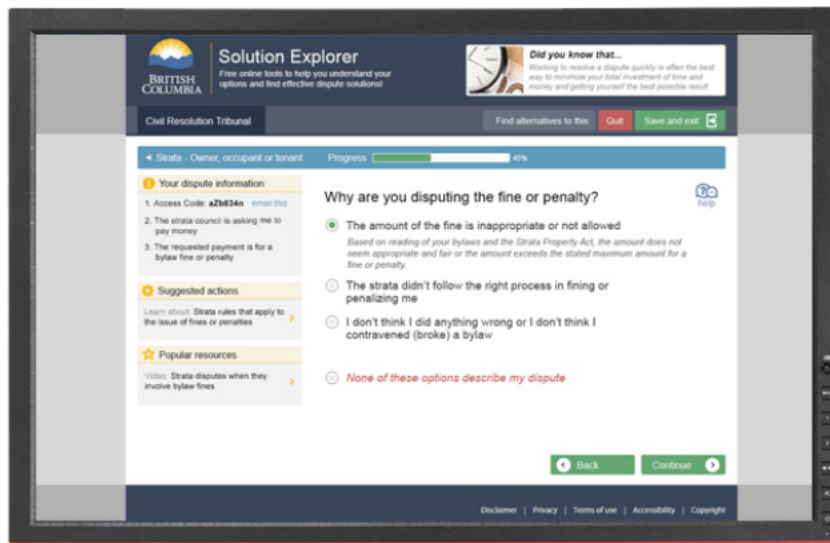 BRITISH
COLUMBIA
Solution Explorer
Free online tools to help you understand your
options and find effective dispute solutions!
Did you know that...
Working to resolve a dispute quickly is often the best
way to minimize your total investment of time and
money and getting yourself the best possible result
Civil Resolution Tribunal
Find alternatives to this
Quit
Save and exit
Strata - Owner, occupant or tenant
Progress
45%
Your dispute information
1. Access Code: aZb834n email this
2. The strata council is asking me to
pay money
3. The requested payment is for a
bylaw fine or penalty
Suggested actions
Learn about: Strata rules that apply to
the issue of fines or penalties
Popular resources
Video: Strata disputes when they
involve bylaw fines
Why are you disputing the fine or penalty?
help
The amount of the fine is inappropriate or not allowed
Based on reading of your bylaws and the Strata Property Act, the amount does not
seem appropriate and fair or the amount exceeds the stated maximum amount for a
fine or penalty.
The strata didn't follow the right process in fining or
penalizing me
I don't think I did anything wrong or I don't think I
contravened (broke) a bylaw
None of these options describe my dispute
Back
Continue
Disclaimer | Privacy | Terms of use | Accessibility | Copyright